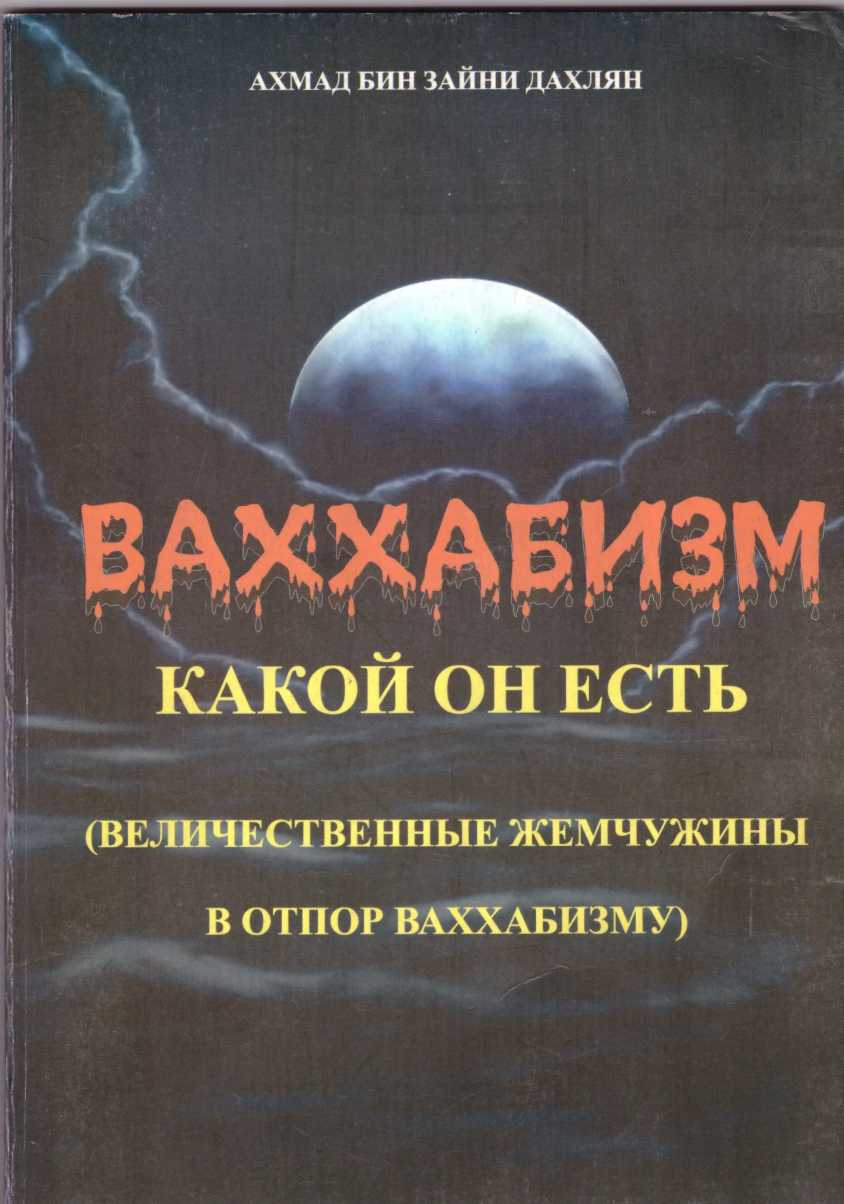 АХМАД БИН ЗАЙНИ ДАХЛЯН
ВАХХАБИЗМ
КАКОЙ ОН ЕСТЬ
(ВЕЛИЧЕСТВЕННЫЕ ЖЕМЧУЖИНЫ
В ОТПОР ВАХХАБИЗМУ)